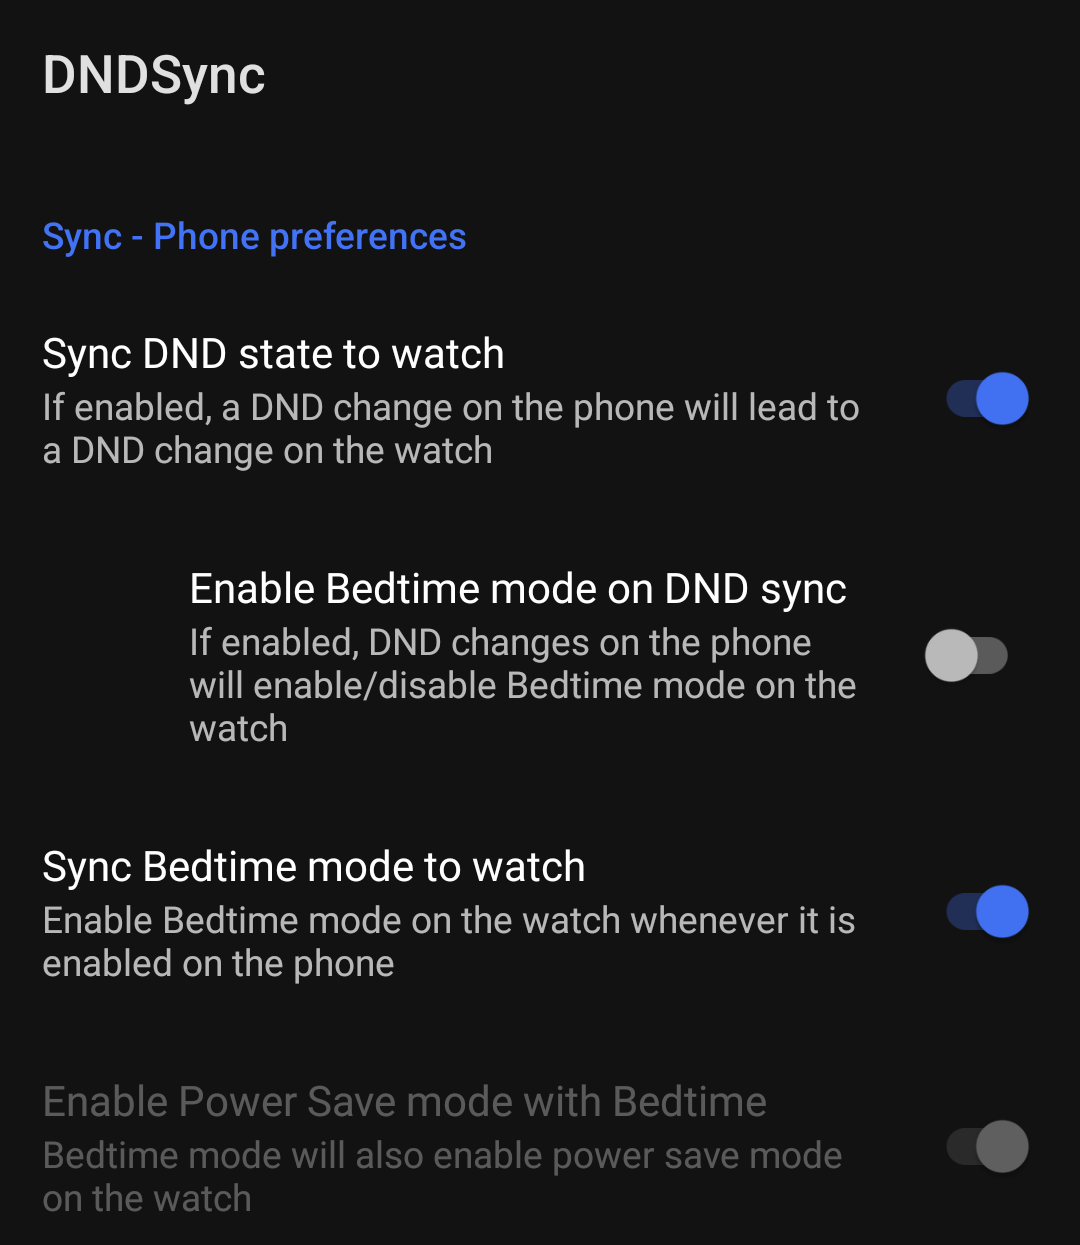 DNDSync
Sync - Phone preferences
Sync DND state to watch
If enabled, a DND change on the phone will lead to
a DND change on the watch
Enable Bedtime mode on DND sync
If enabled, DND changes on the phone
will enable/disable Bedtime mode on the
watch
Sync Bedtime mode to watch
Enable Bedtime mode on the watch whenever it is
enabled on the phone
Enable Power Save mode with Bedtime
Bedtime mode will also enable power save mode
on the watch